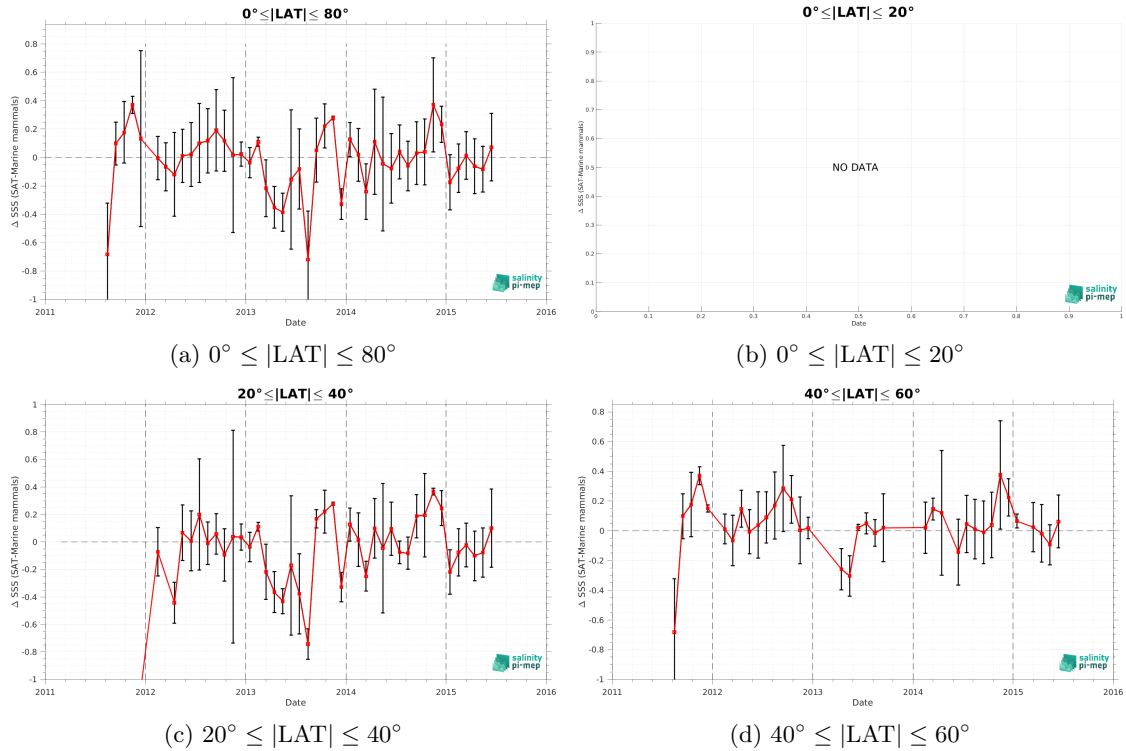 0°≤|LAT|≤ 80°
Δ SSS (SAT-Marine mammals)
0.8
0.6
0.4
0.2
0
-0.2
-0.4
-0.6
-0.8
-1
2011
2012
2013
2014
2015
2016
Date
salinity
pi-mep
(a) 0° ≤ |LAT| ≤ 80°
0°≤|LAT|≤ 20°
Δ SSS (SAT-Marine mammals)
1
0.9
0.8
0.7
0.6
0.5
0.4
0.3
0.2
0.1
0
NO DATA
0
0.1
0.2
0.3
0.4
0.5
0.6
0.7
0.8
0.9
1
Date
salinity
pi-mep
(b) 0° ≤ |LAT| ≤ 20°
20°≤|LAT|≤ 40°
Δ SSS (SAT-Marine mammals)
1
0.8
0.6
0.4
0.2
0
-0.2
-0.4
-0.6
-0.8
-1
2011
2012
2013
2014
2015
2016
Date
salinity
pi-mep
(c) 20° ≤ |LAT| ≤ 40°
40°≤|LAT|≤ 60°
Δ SSS (SAT-Marine mammals)
0.8
0.6
0.4
0.2
0
-0.2
-0.4
-0.6
-0.8
-1
2011
2012
2013
2014
2015
2016
Date
salinity
pi-mep
(d) 40° ≤ |LAT| ≤ 60°